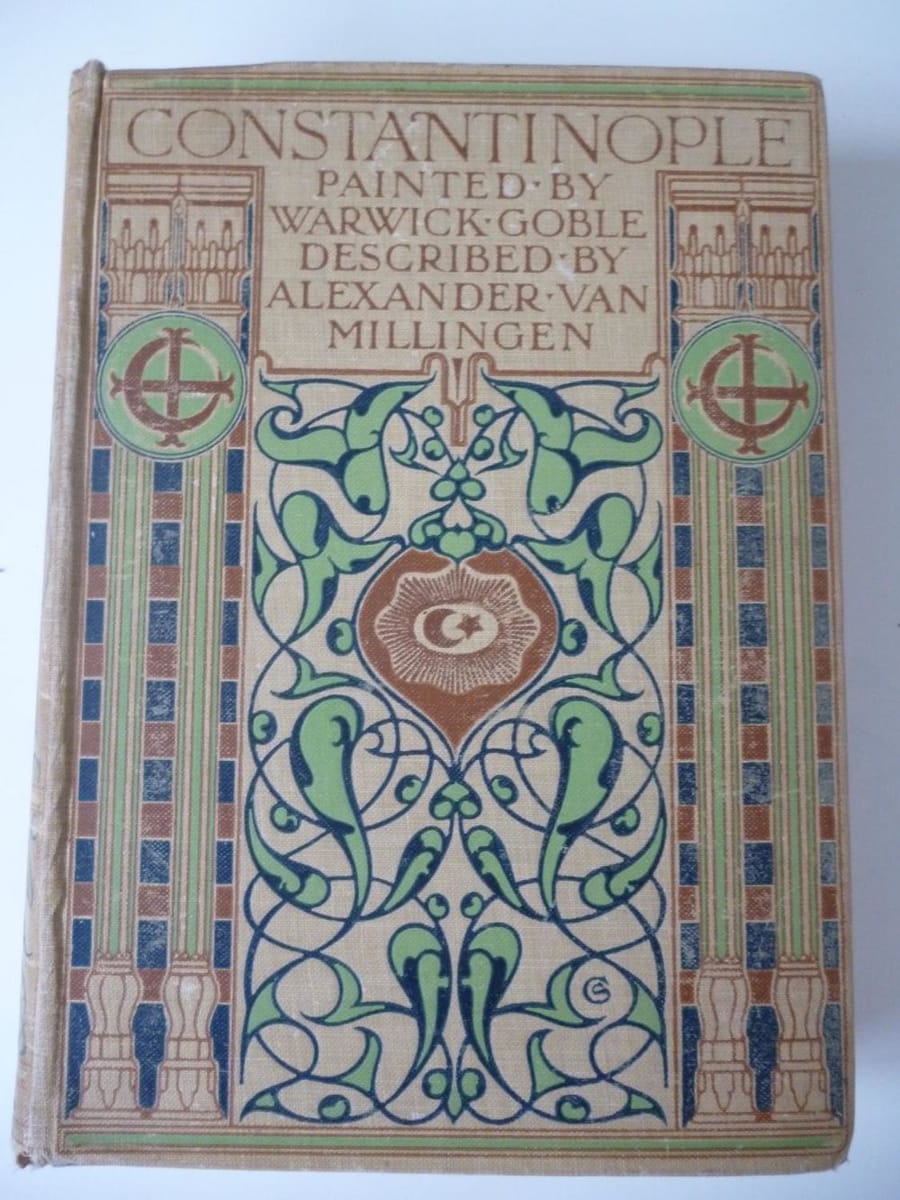 CONSTANTINOPLE
PAINTED·BY
WARWICK·GOBLE
DESCRIBED·BY
ALEXANDER·VAN
MILLINGEN